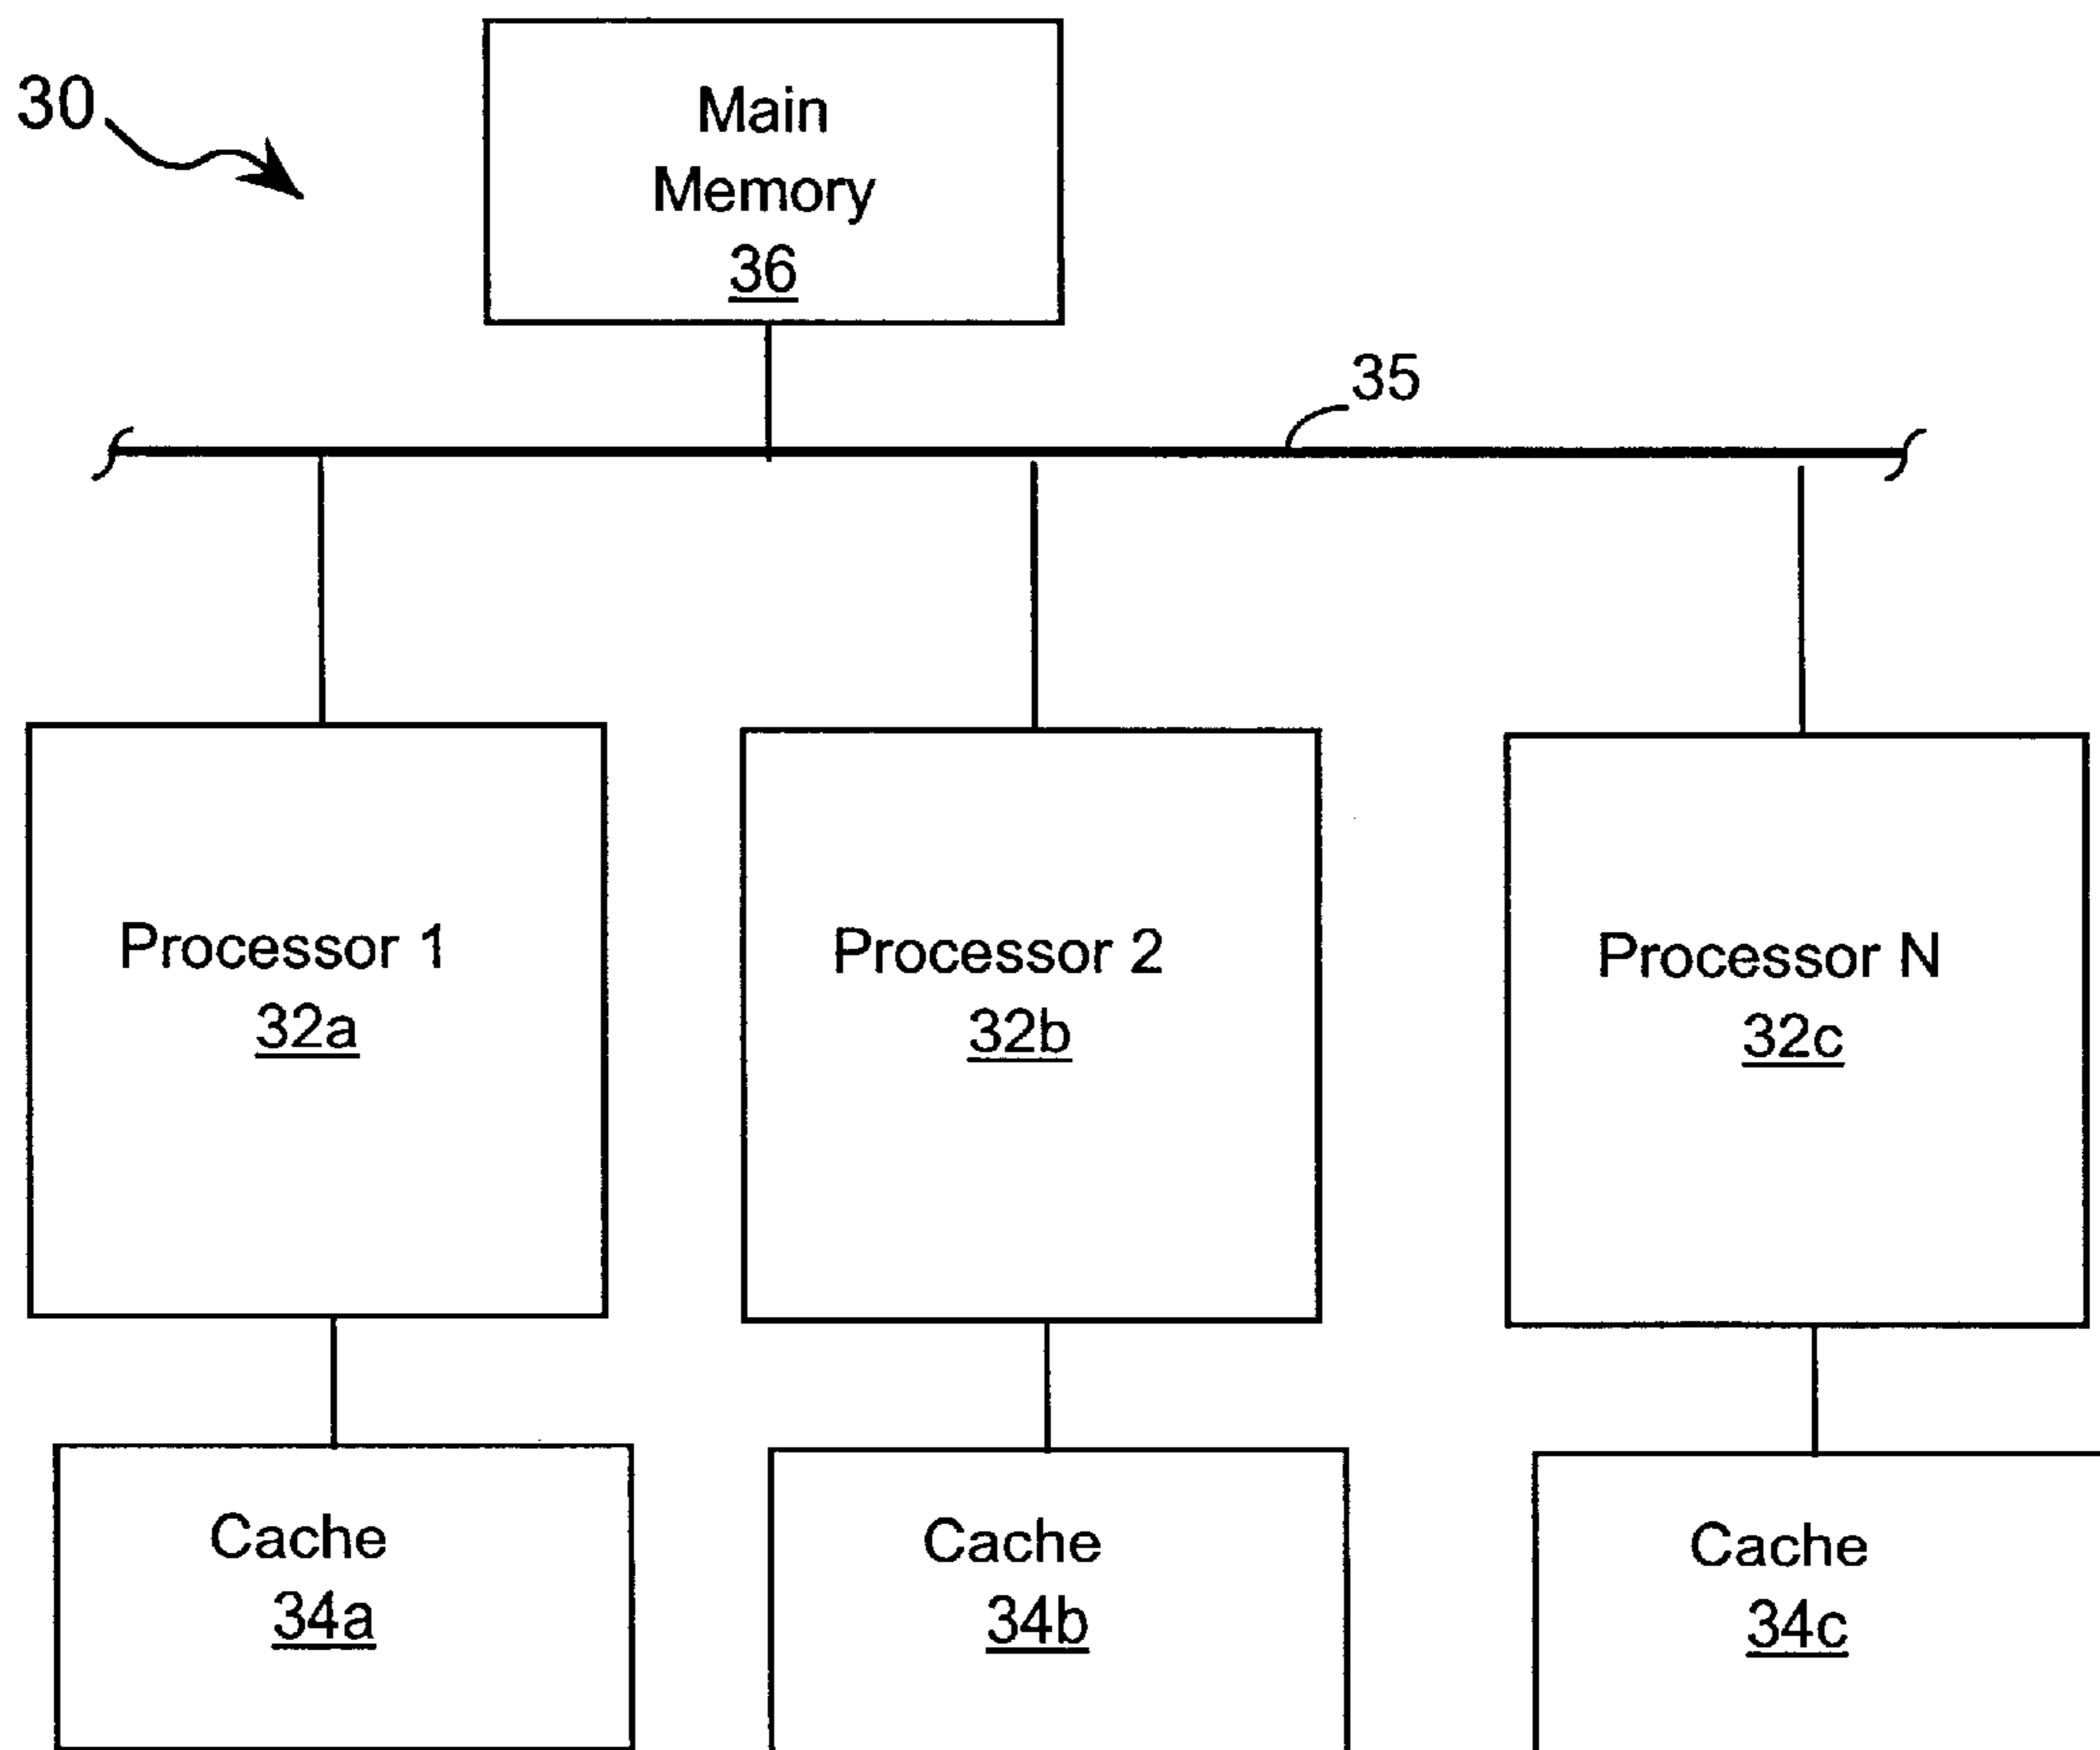 30
Main
Memory
36
35
Processor 1
32a
Processor 2
32b
Processor N
32c
Cache
34a
Cache
34b
Cache
34c